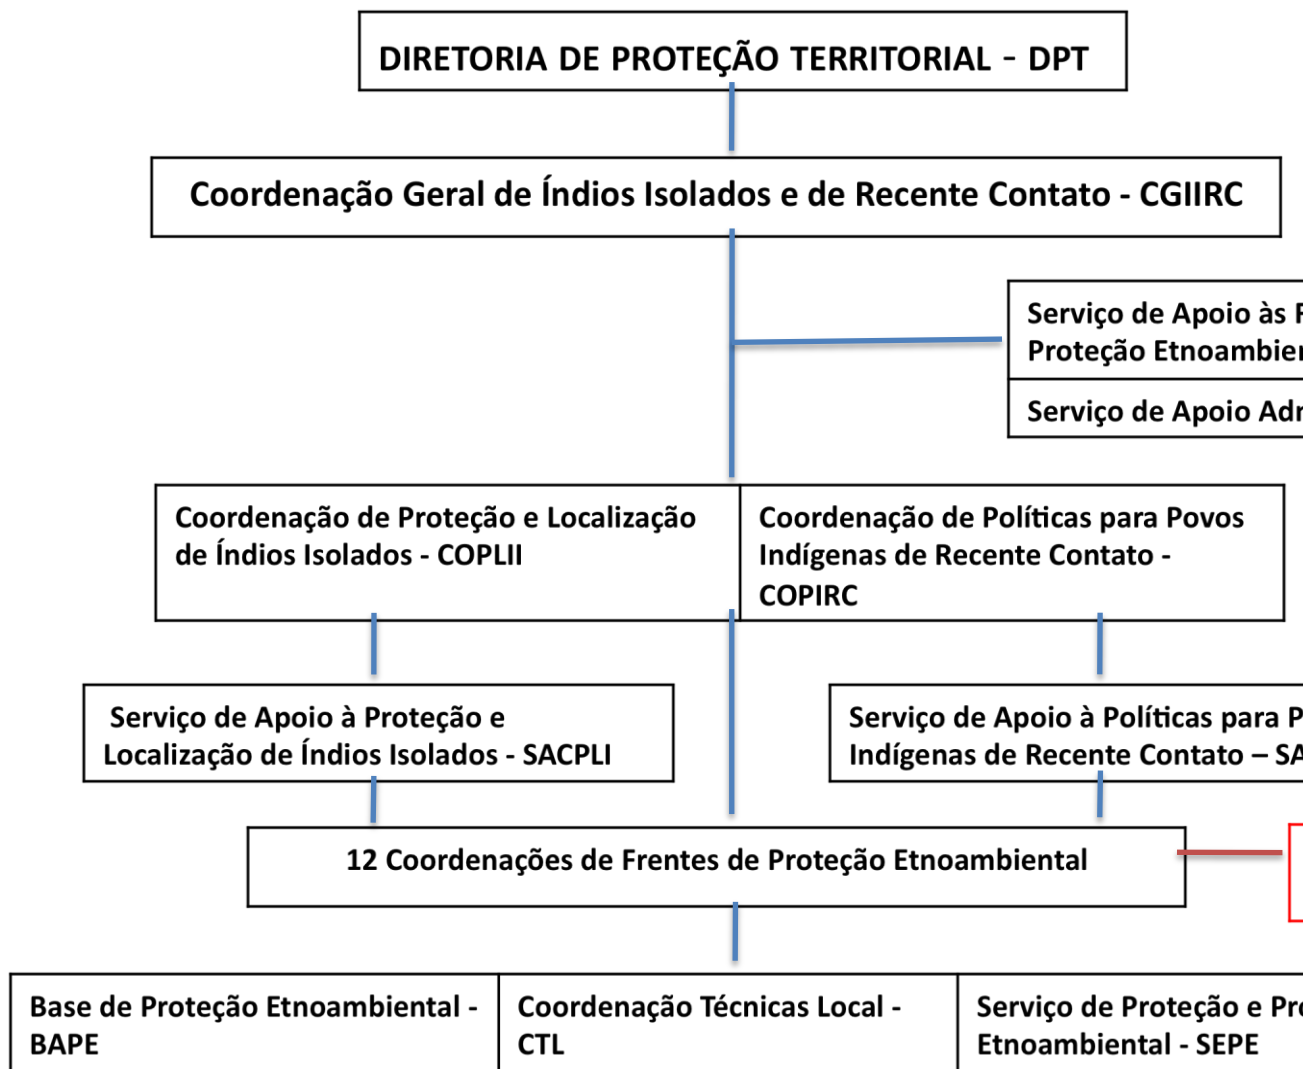 DIRETORIA DE PROTEÇÃO TERRITORIAL - DPT
Coordenação Geral de Índios Isolados e de Recente Contato - CGIIRC
Serviço de Apoio às
Proteção
Serviço de Apoio
Coordenação de Proteção e Localização
de Índios Isolados - COPLII
Coordenação de Políticas para Povos
Indígenas de Recente Contato -
COPIRC
Serviço de Apoio à Proteção e
Localização de Índios Isolados - SACPLI
Serviço de Apoio à Políticas para
Indígenas de Recente Contato –
12 Coordenações de Frentes de Proteção Etnoambiental
Base de Proteção Etnoambiental -
BAPE
Coordenação Técnicas Local -
CTL
Serviço de Proteção e
Etnoambiental - SEPE